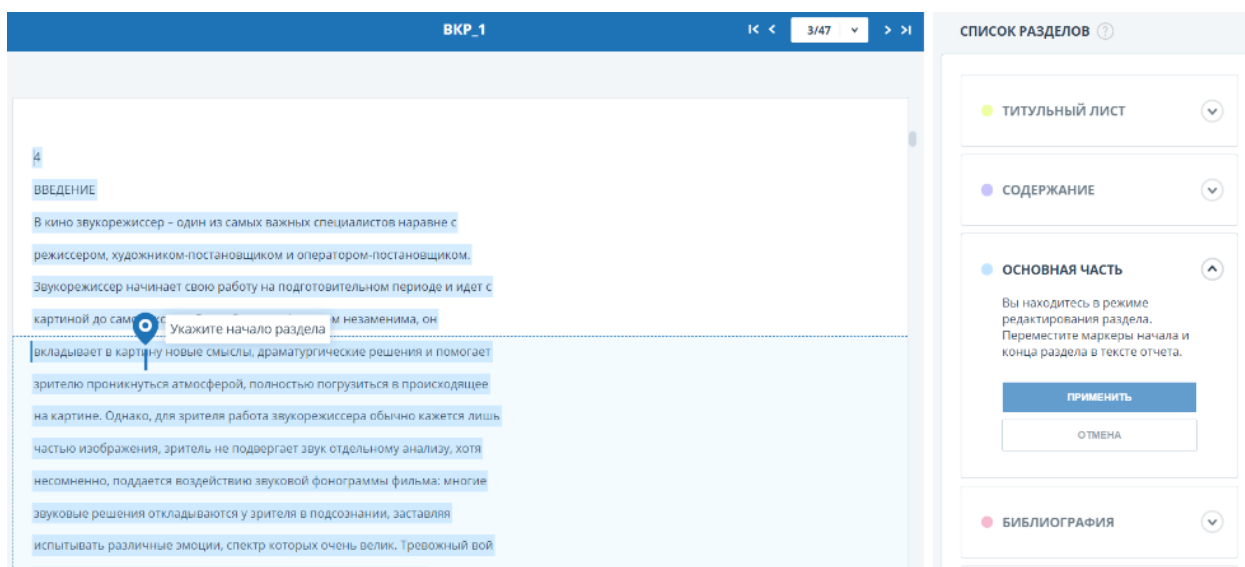 ВКР_1
3/47
СПИСОК РАЗДЕЛОВ ?
4
ВВЕДЕНИЕ
В кино звукорежиссер – один из самых важных специалистов наравне с
режиссером, художником-постановщиком и оператором-постановщиком.
Звукорежиссер начинает свою работу на подготовительном периоде и идет с
картиной до само
м незаменима, он
Укажите начало раздела
вкладывает в картину новые смыслы, драматургические решения и помогает
зрителю проникнуться атмосферой, полностью погрузиться в происходящее
на картине. Однако, для зрителя работа звукорежиссера обычно кажется лишь
частью изображения, зритель не подвергает звук отдельному анализу, хотя
несомненно, поддается воздействию звуковой фонограммы фильма: многие
звуковые решения откладываются у зрителя в подсознании, заставляя
испытывать различные эмоции, спектр которых очень велик. Тревожный вой
ТИТУЛЬНЫЙ ЛИСТ
СОДЕРЖАНИЕ
ОСНОВНАЯ ЧАСТЬ
Вы находитесь в режиме
редактирования раздела.
Переместите маркеры начала и
конца раздела в тексте отчета.
ПРИМЕНИТЬ
ОТМЕНА
БИБЛИОГРАФИЯ